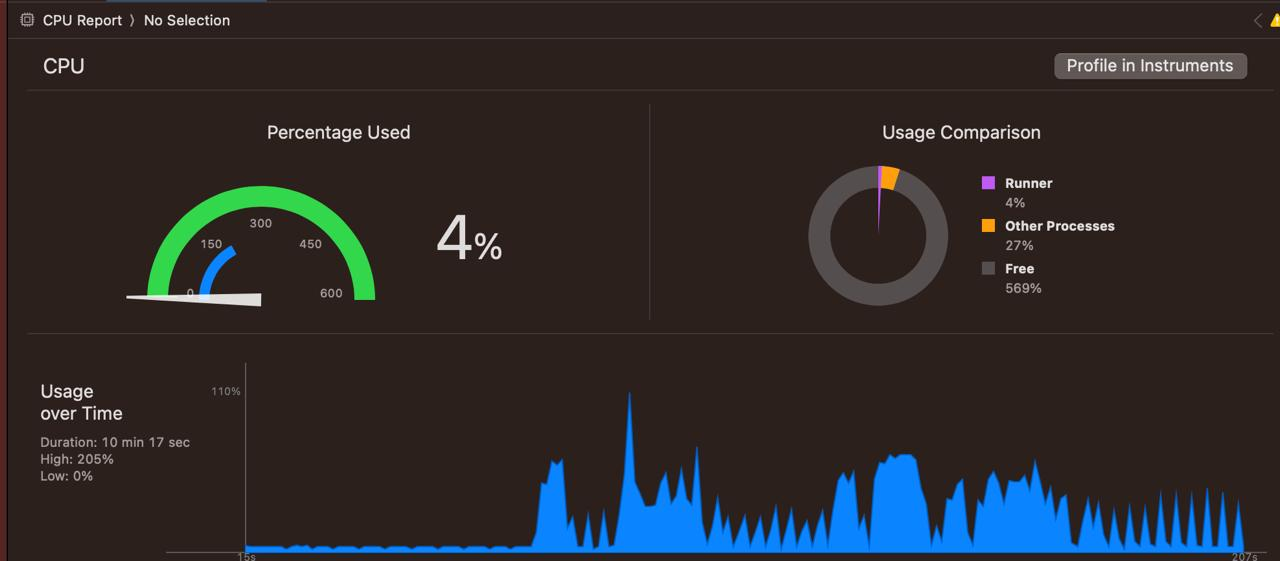 CPU Report 〉 No Selection
CPU
Profile in Instruments
Percentage Used
0
150
300
450
600
4%
Usage Comparison
Runner
4%
Other Processes
27%
Free
569%
Usage
over Time
Duration: 10 min 17 sec
High: 205%
Low: 0%
110%
15s
207s